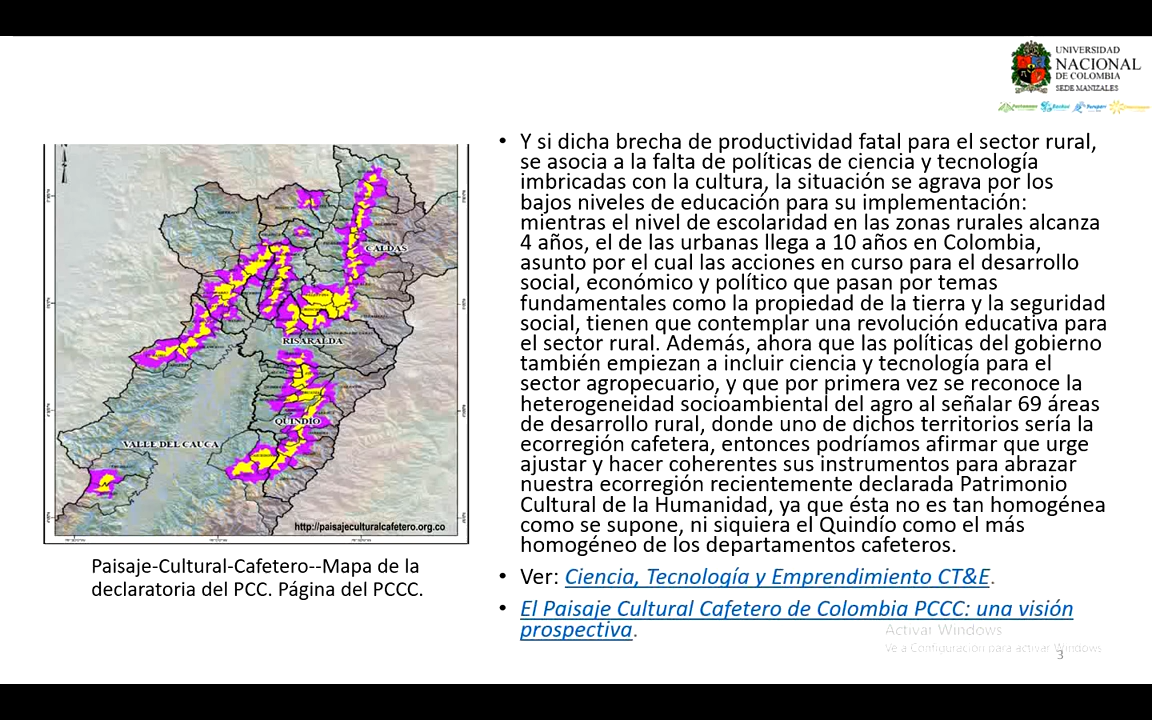 UNIVERSIDAD
NACIONAL
DE COLOMBIA
SEDE MANIZALES
N
CALDAS
RISARALDA
QUINDIO
VALLE DEL CAUCA
http://paisajeculturalcafetero.org.co
Paisaje-Cultural-Cafetero--Mapa de la
declaratoria del PCC. Página del PCCC.
• Y si dicha brecha de productividad fatal para el sector rural,
se asocia a la falta de políticas de ciencia y tecnología
imbricadas con la cultura, la situación se agrava por los
bajos niveles de educación para su implementación:
mientras el nivel de escolaridad en las zonas rurales alcanza
4 años, el de las urbanas llega a 10 años en Colombia,
asunto por el cual las acciones en curso para el desarrollo
social, económico y político que pasan por temas
fundamentales como la propiedad de la tierra y la seguridad
social, tienen que contemplar una revolución educativa para
el sector rural. Además, ahora que las políticas del gobierno
también empiezan a incluir ciencia y tecnología para el
sector agropecuario, y que por primera vez se reconoce la
heterogeneidad socioambiental del agro al señalar 69 áreas
de desarrollo rural, donde uno de dichos territorios sería la
ecorregión cafetera, entonces podríamos afirmar que urge
ajustar y hacer coherentes sus instrumentos para abrazar
nuestra ecorregión recientemente declarada Patrimonio
Cultural de la Humanidad, ya que ésta no es tan homogénea
como se supone, ni siquiera el Quindío como el más
homogéneo de los departamentos cafeteros.
• Ver: Ciencia, Tecnología y Emprendimiento CT&E.
• El Paisaje Cultural Cafetero de Colombia PCCC: una visión
prospectiva.
Activar Windows
Ve a Configuración para activar Windows
3